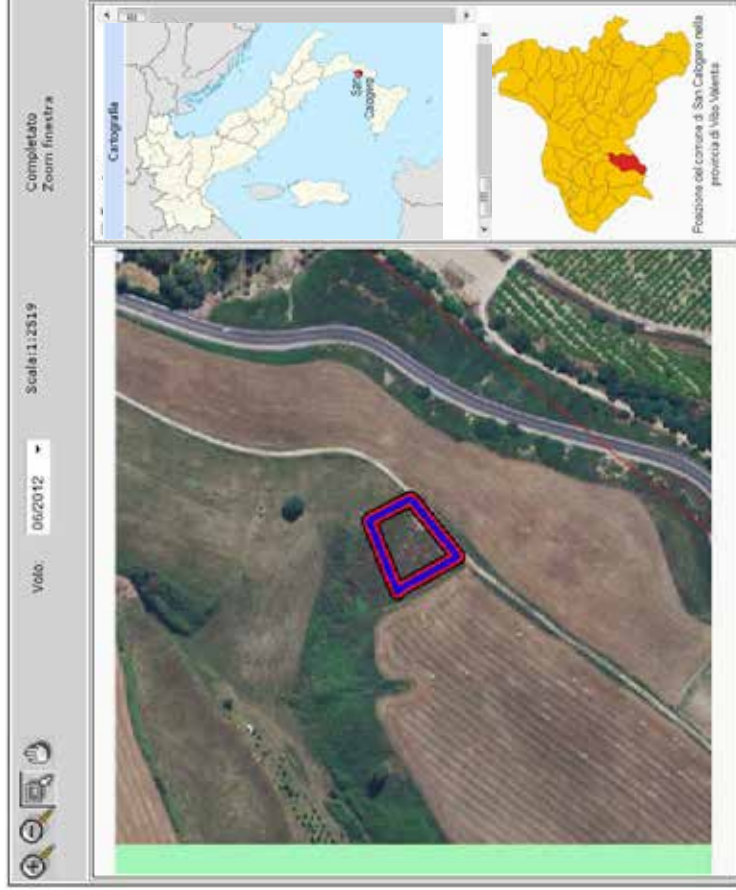 Volo: 06/2012
Scala:1:2519
Completato
Zoom finestra
Cartografia
San
Calogero
Posizione del comune di San Calogero nella
provincia di Vibo Valentia